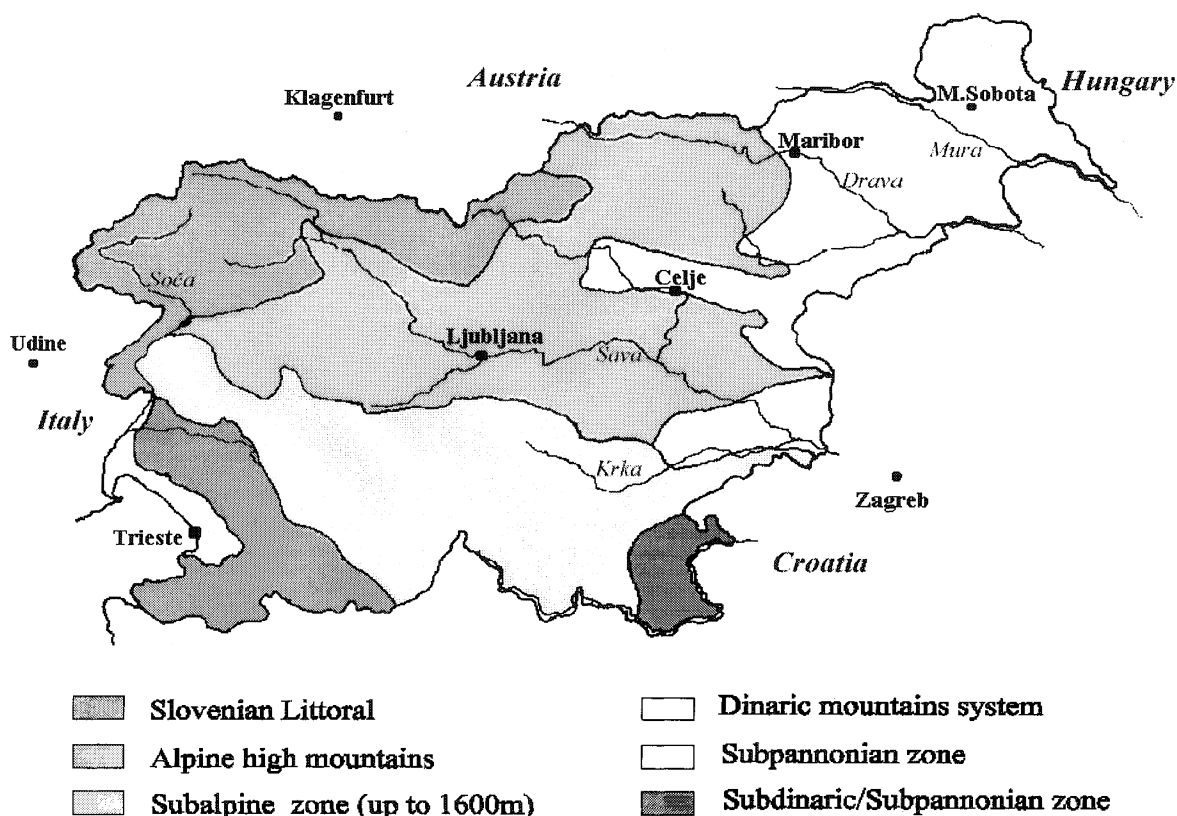 Austria
Hungary
Klagenfurt
M.Sobota
Maribor
Mura
Drava
Soča
Celje
Udine
Ljubljana
Sava
Italy
Krka
Zagreb
Trieste
Croatia
Slovenian Littoral
Alpine high mountains
Subalpine zone (up to 1600m)
Dinaric mountains system
Subpannonian zone
Subdinaric/Subpannonian zone